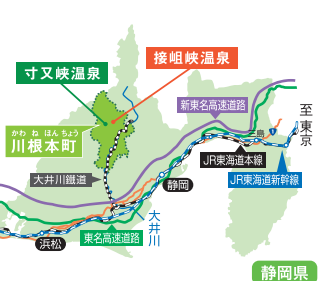 寸又峡温泉
接岨峡温泉
かわ ね ほん ちょう
川根本町
新東名高速道路
至東京
三島
JR東海道本線
JR東海道新幹線
大井川鐵道
静岡
大井川
浜松
東名高速道路
静岡県